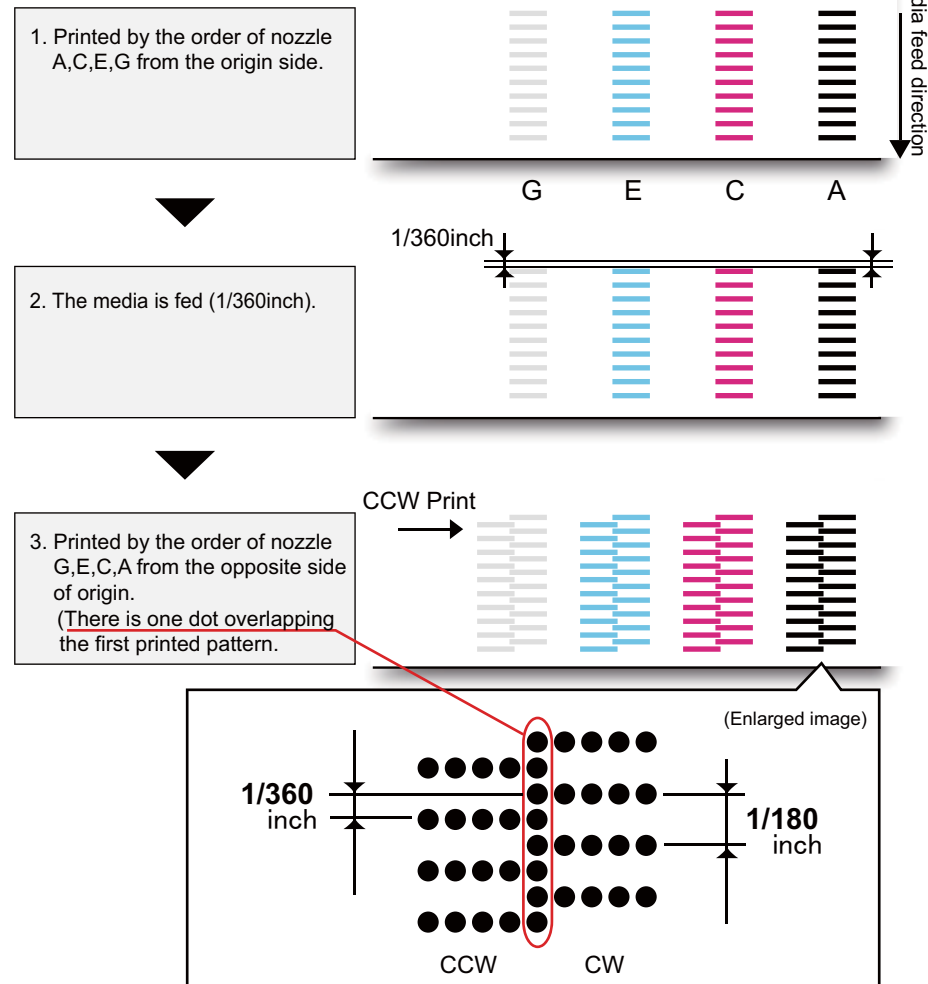 1. Printed by the order of nozzle
A,C,E,G from the origin side.
dia feed direction
G E C A
1/360inch
2. The media is fed (1/360inch).
CCW Print
3. Printed by the order of nozzle
G,E,C,A from the opposite side
of origin.
(There is one dot overlapping
the first printed pattern.
(Enlarged image)
1/360
inch
1/180
inch
CCW CW